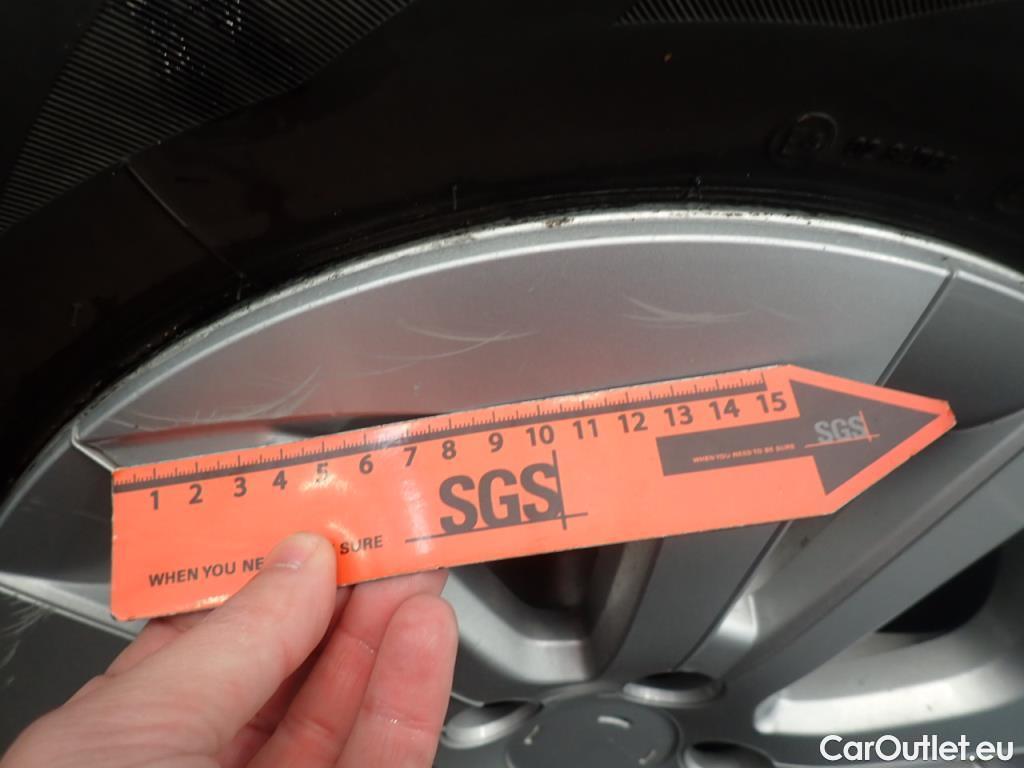 1 2 3 4 5 6 7 8 9 10 11 12 13 14 15
SGS
WHEN YOU NEED TO BE SURE
SGS
WHEN YOU NE SURE
CarOutlet.eu